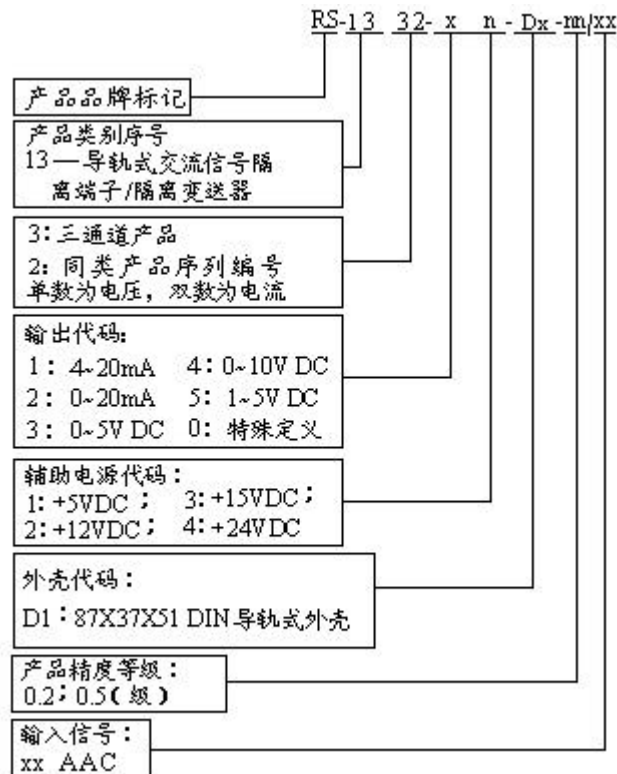 RS-13 32- x n - Dx -nn/xx
产品品牌标记
产品类别序号
13—导轨式交流信号隔
离端子/隔离变送器
3:三通道产品
2:同类产品序列编号
单数为电压，双数为电流
输出代码:
1: 4~20mA 4: 0~10V DC
2: 0~20mA 5: 1~5V DC
3: 0~5V DC 0: 特殊定义
辅助电源代码:
1: +5VDC; 3: +15VDC;
2: +12VDC; 4: +24VDC
外壳代码:
D1:87X37X51 DIN导轨式外壳
产品精度等级:
0.2; 0.5(级)
输入信号:
xx AAC